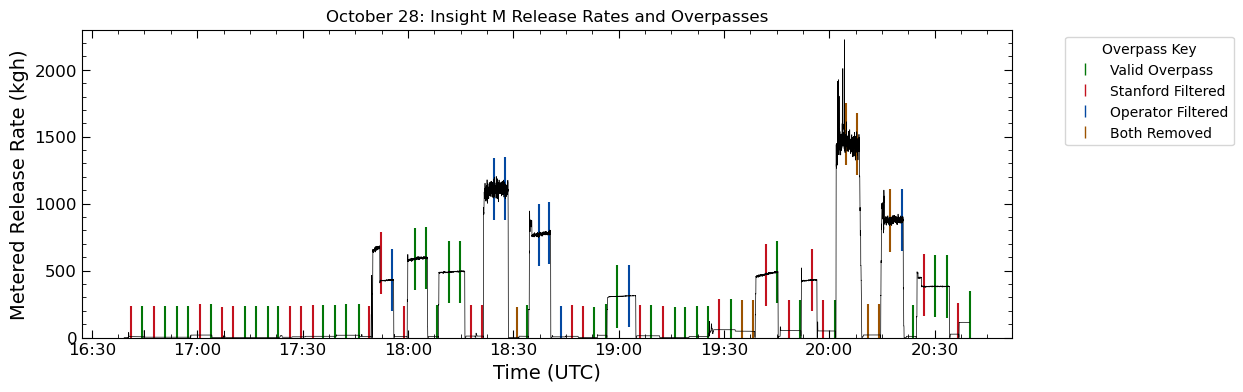 October 28: Insight M Release Rates and Overpasses
Metered Release Rate (kgh)
2000
1500
1000
500
0
16:30 17:00 17:30 18:00 18:30 19:00 19:30 20:00 20:30
Time (UTC)
Overpass Key
Valid Overpass
Stanford Filtered
Operator Filtered
Both Removed